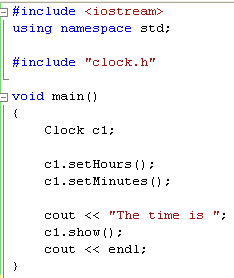 #include <iostream>
using namespace std;
#include "clock.h"
void main()
{
Clock c1;
c1.setHours();
c1.setMinutes();
cout << "The time is ";
c1.show();
cout << endl;
}